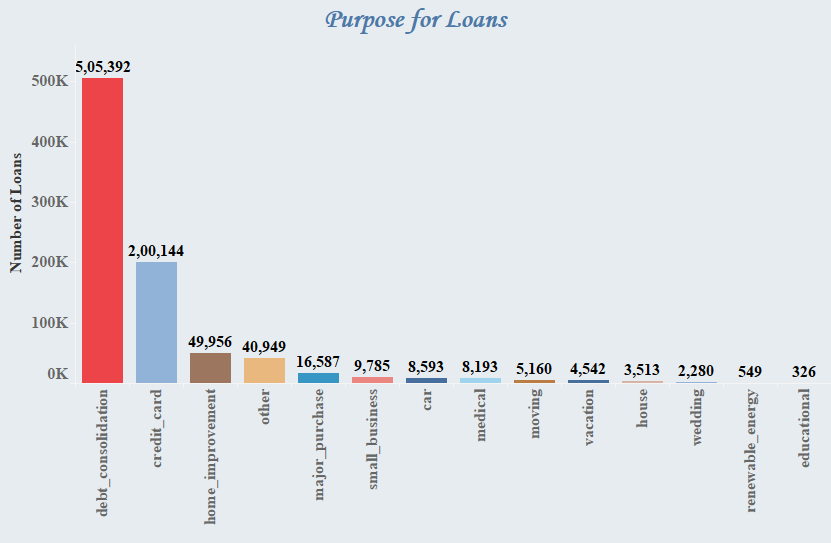 Purpose for Loans
Number of Loans
500K
400K
300K
200K
100K
0K
5,05,392
2,00,144
49,956
40,949
16,587
9,785
8,593
8,193
5,160
4,542
3,513
2,280
549
326
debt_consolidation
credit_card
home_improvement
other
major_purchase
small_business
car
medical
moving
vacation
house
wedding
renewable_energy
educational